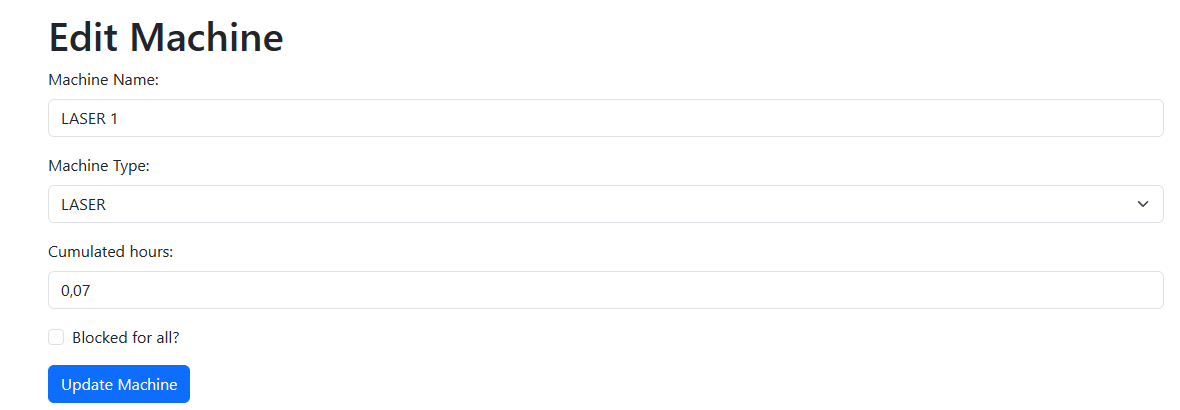 Edit Machine
Machine Name:
LASER 1
Machine Type:
LASER
Cumulated hours:
0,07
Blocked for all?
Update Machine